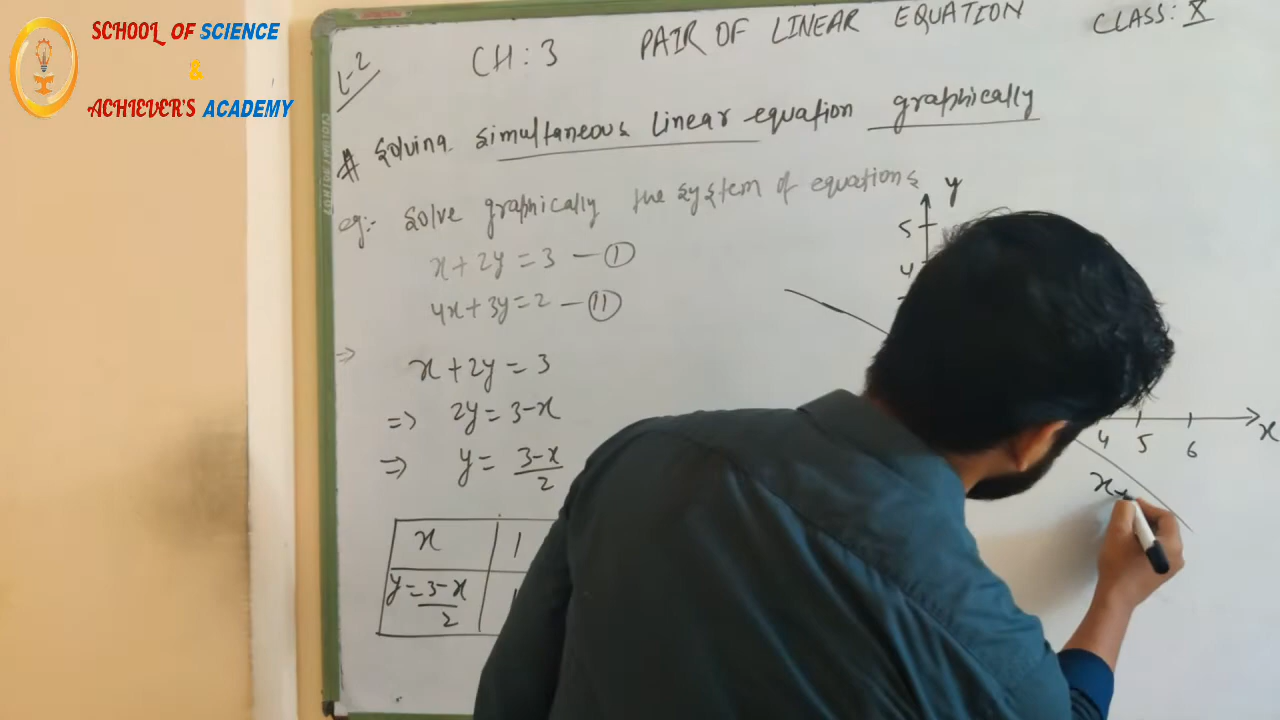 SCHOOL OF SCIENCE
&
ACHIEVER'S ACADEMY
L-2
CH : 3 PAIR OF LINEAR EQUATION CLASS : X
# Solving simultaneous linear equation graphically
eg:- Solve graphically the system of equations
x + 2y = 3 — (I)
4x + 3y = 2 — (II)
⇒
x + 2y = 3
⇒ 2y = 3-x
⇒ y = 3-x/2
x 1
y = 3-x/2 1
y
5
4
4 5 6
x
x+